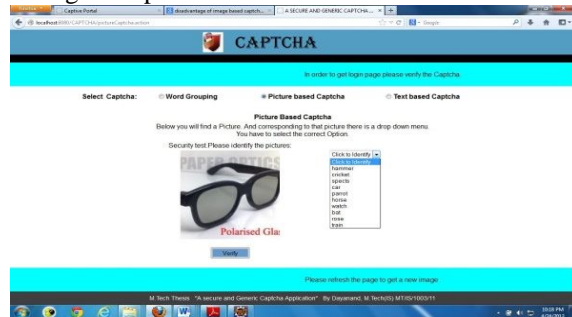 Captive Portal
disadvantage of image based captch...
A SECURE AND GENERIC CAPTCHA ...
localhost:8080/CAPTCHA/pictureCaptcha.action
Google
CAPTCHA
In order to get login page please verify the Captcha.
Select Captcha:
Word Grouping
Picture based Captcha
Text based Captcha
Picture Based Captcha
Below you will find a Picture. And corresponding to that picture there is a drop down menu.
You have to select the correct Option.
Security test.Please identify the pictures:
PAPER OPTICS
Polarised Glas
Click to Identify
Click to Identify
hammer
cricket
spects
car
parrot
horse
watch
bat
rose
train
Verify
Please refresh the page to get a new image
M.Tech Thesis "A secure and Generic Captcha Application" By Dayanand, M.Tech(IS) MT/IS/1003/11